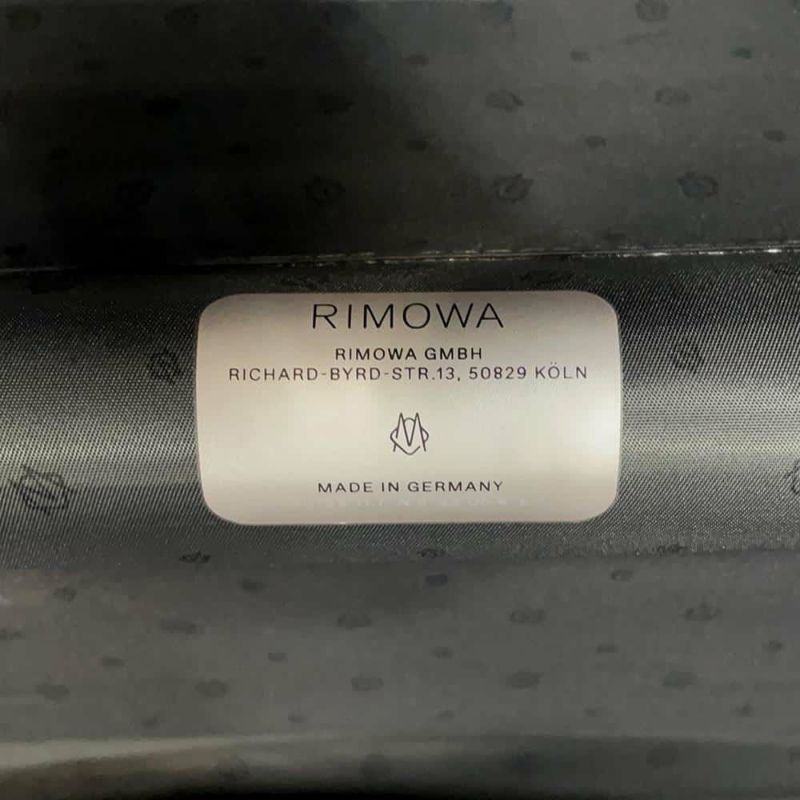 RIMOWA
RIMOWA GMBH
RICHARD-BYRD-STR.13, 50829 KÖLN
MADE IN GERMANY